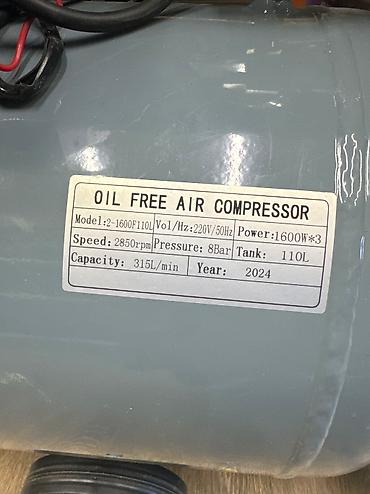 OIL FREE AIR COMPRESSOR
Model:2-1600F110L Vol/Hz:220V/50Hz Power:1600W*3
Speed: 2850rpm Pressure: 8Bar Tank: 110L
Capacity: 315L/min Year: 2024